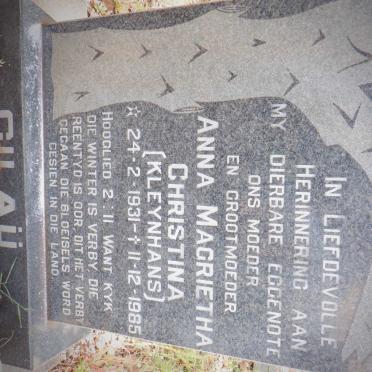 IN LIEFDEVOLLE
HERINNERING AAN
MY DIERBARE EGGENOTE
ONS MOEDER
EN GROOTMOEDER
ANNA MAGRIETHA
CHRISTINA
(KLEYNHANS)
☆ 24-2-1931-† 11-12-1985
HOOGLIED 2-11 WANT KYK
DIE WINTER IS VERBY, DIE
REENTYD IS OOR, DIT HET VERBY
GEGAAN DIE BLOEISELS WORD
GESIEN IN DIE LAND.